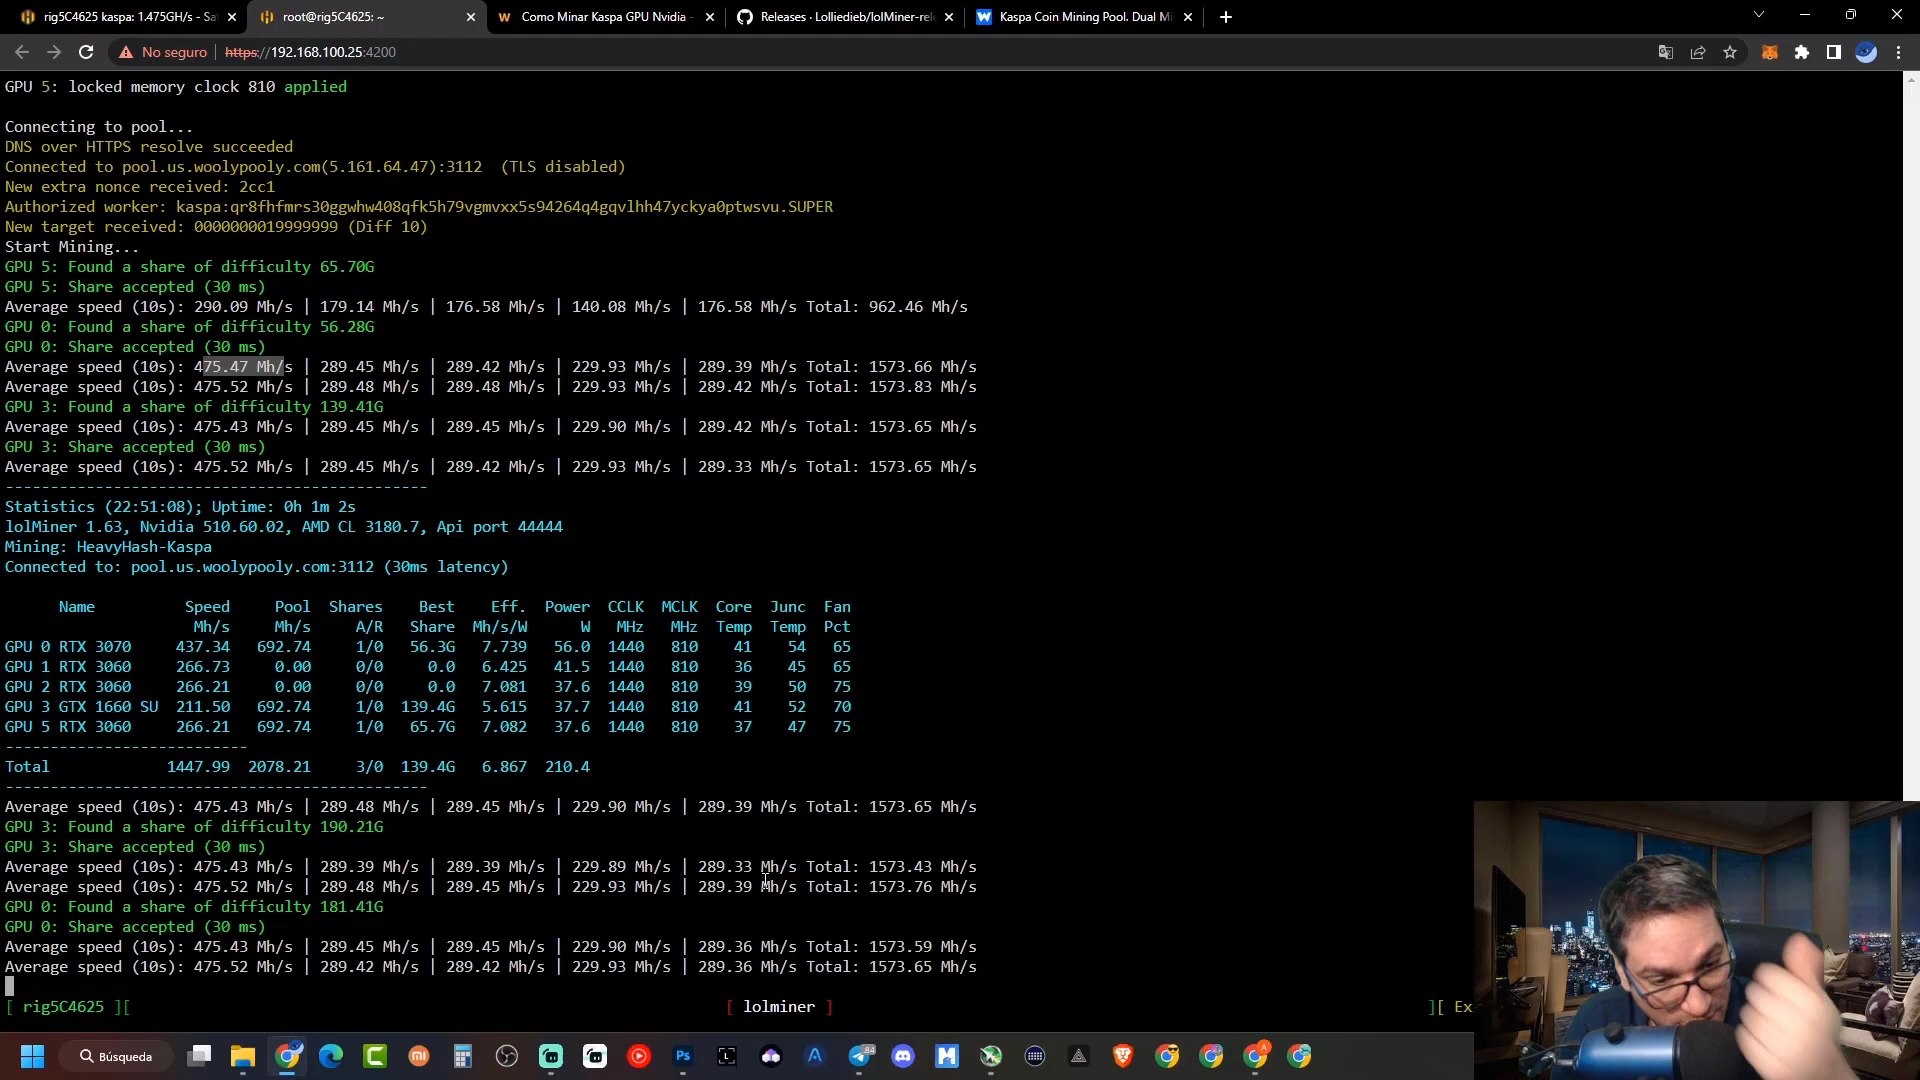 rig5C4625 kaspa: 1.475GH/s - Sa
root@rig5C4625: ~
Como Minar Kaspa GPU Nvidia -
Releases · Lolliedieb/lolMiner-rel
Kaspa Coin Mining Pool. Dual Mi
No seguro | https://192.168.100.25:4200
GPU 5: locked memory clock 810 applied
Connecting to pool...
DNS over HTTPS resolve succeeded
Connected to pool.us.woolypooly.com(5.161.64.47):3112 (TLS disabled)
New extra nonce received: 2cc1
Authorized worker: kaspa:qr8fhfmrs30ggwhw408qfk5h79vgmvxx5s94264q4gqvlhh47yckya0ptwsvu.SUPER
New target received: 0000000019999999 (Diff 10)
Start Mining...
GPU 5: Found a share of difficulty 65.70G
GPU 5: Share accepted (30 ms)
Average speed (10s): 290.09 Mh/s | 179.14 Mh/s | 176.58 Mh/s | 140.08 Mh/s | 176.58 Mh/s Total: 962.46 Mh/s
GPU 0: Found a share of difficulty 56.28G
GPU 0: Share accepted (30 ms)
Average speed (10s): 475.47 Mh/s | 289.45 Mh/s | 289.42 Mh/s | 229.93 Mh/s | 289.39 Mh/s Total: 1573.66 Mh/s
Average speed (10s): 475.52 Mh/s | 289.48 Mh/s | 289.48 Mh/s | 229.93 Mh/s | 289.42 Mh/s Total: 1573.83 Mh/s
GPU 3: Found a share of difficulty 139.41G
Average speed (10s): 475.43 Mh/s | 289.45 Mh/s | 289.45 Mh/s | 229.90 Mh/s | 289.42 Mh/s Total: 1573.65 Mh/s
GPU 3: Share accepted (30 ms)
Average speed (10s): 475.52 Mh/s | 289.45 Mh/s | 289.42 Mh/s | 229.93 Mh/s | 289.33 Mh/s Total: 1573.65 Mh/s
-----------------------------------------------
Statistics (22:51:08); Uptime: 0h 1m 2s
lolMiner 1.63, Nvidia 510.60.02, AMD CL 3180.7, Api port 44444
Mining: HeavyHash-Kaspa
Connected to: pool.us.woolypooly.com:3112 (30ms latency)
Name Speed Pool Shares Best Eff. Power CCLK MCLK Core Junc Fan
Mh/s Mh/s A/R Share Mh/s/W W MHz MHz Temp Temp Pct
GPU 0 RTX 3070 437.34 692.74 1/0 56.3G 7.739 56.0 1440 810 41 54 65
GPU 1 RTX 3060 266.73 0.00 0/0 0.0 6.425 41.5 1440 810 36 45 65
GPU 2 RTX 3060 266.21 0.00 0/0 0.0 7.081 37.6 1440 810 39 50 75
GPU 3 GTX 1660 SU 211.50 692.74 1/0 139.4G 5.615 37.7 1440 810 41 52 70
GPU 5 RTX 3060 266.21 692.74 1/0 65.7G 7.082 37.6 1440 810 37 47 75
---------------------------
Total 1447.99 2078.21 3/0 139.4G 6.867 210.4
-----------------------------------------------
Average speed (10s): 475.43 Mh/s | 289.48 Mh/s | 289.45 Mh/s | 229.90 Mh/s | 289.39 Mh/s Total: 1573.65 Mh/s
GPU 3: Found a share of difficulty 190.21G
GPU 3: Share accepted (30 ms)
Average speed (10s): 475.43 Mh/s | 289.39 Mh/s | 289.39 Mh/s | 229.89 Mh/s | 289.33 Mh/s Total: 1573.43 Mh/s
Average speed (10s): 475.52 Mh/s | 289.48 Mh/s | 289.45 Mh/s | 229.93 Mh/s | 289.39 Mh/s Total: 1573.76 Mh/s
GPU 0: Found a share of difficulty 181.41G
GPU 0: Share accepted (30 ms)
Average speed (10s): 475.43 Mh/s | 289.45 Mh/s | 289.45 Mh/s | 229.90 Mh/s | 289.36 Mh/s Total: 1573.59 Mh/s
Average speed (10s): 475.52 Mh/s | 289.42 Mh/s | 289.42 Mh/s | 229.93 Mh/s | 289.36 Mh/s Total: 1573.65 Mh/s
[ rig5C4625 ][ [ lolminer ] ][ Ex
Búsqueda
84